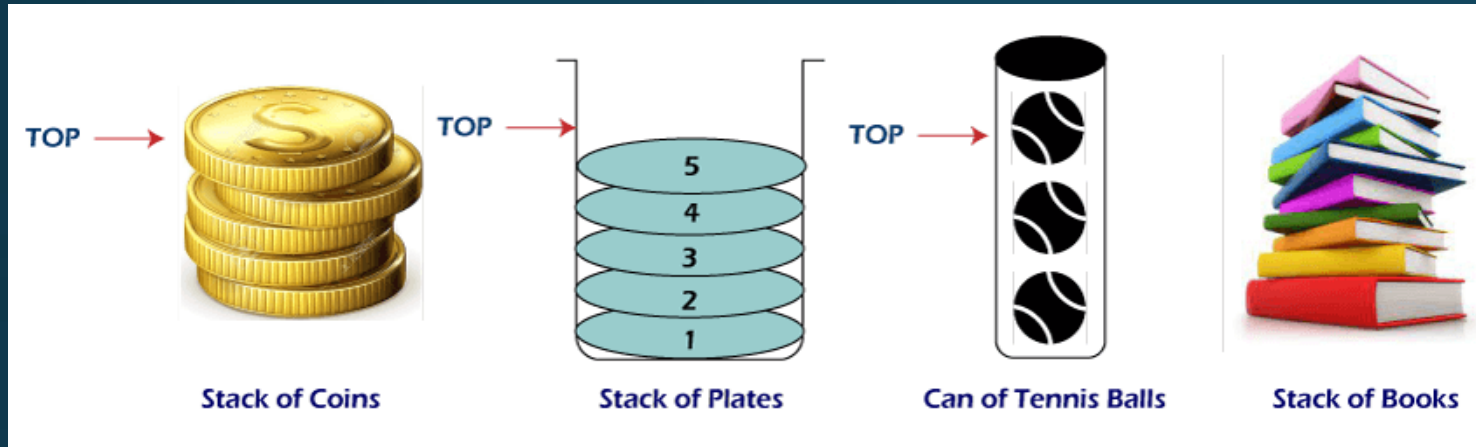 TOP
TOP
TOP
S
5
4
3
2
1
Stack of Coins
Stack of Plates
Can of Tennis Balls
Stack of Books